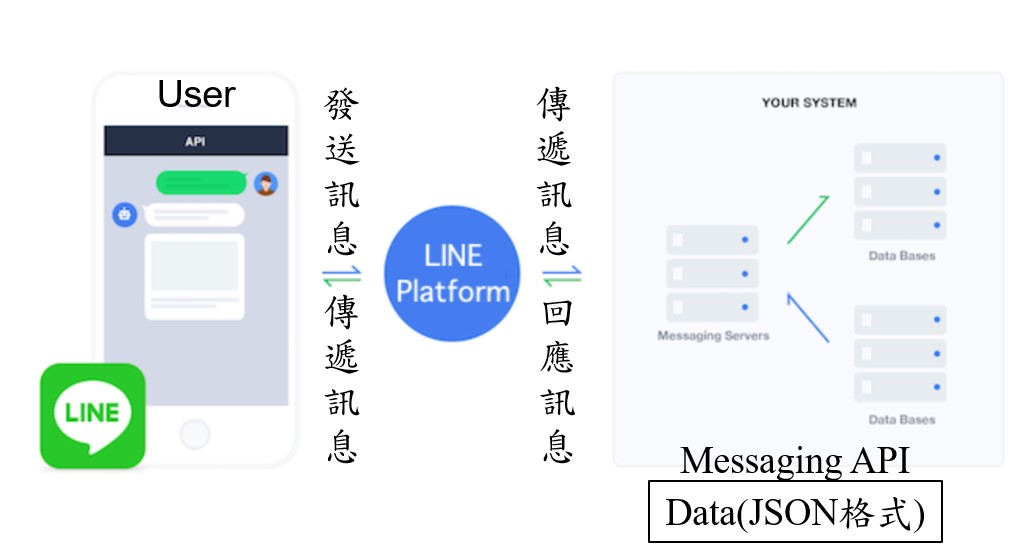 User
API
LINE
發送訊息
傳遞訊息
LINE
Platform
傳遞訊息
回應訊息
YOUR SYSTEM
Data Bases
Messaging Servers
Data Bases
Messaging API
Data(JSON格式)